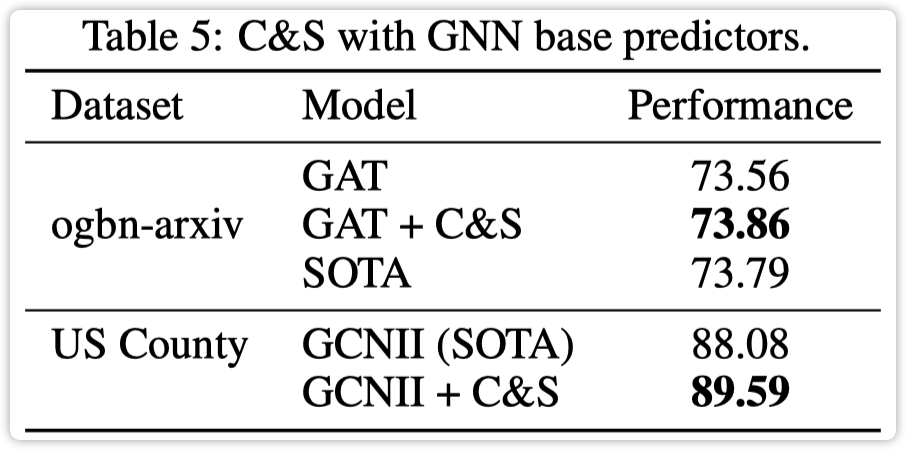 Table 5: C&S with GNN base predictors.
Dataset Model Performance
GAT 73.56
ogbn-arxiv GAT + C&S 73.86
SOTA 73.79
US County GCNII (SOTA) 88.08
GCNII + C&S 89.59